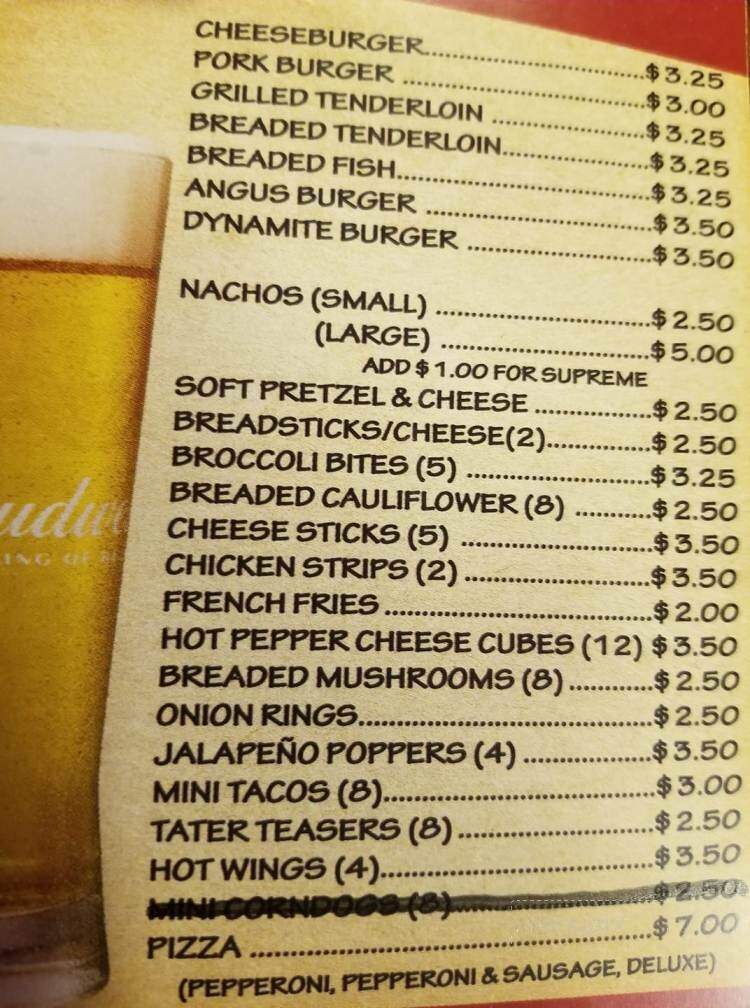 CHEESEBURGER..............................$3.25
PORK BURGER ..............................$3.00
GRILLED TENDERLOIN ....................$3.25
BREADED TENDERLOIN...................$3.25
BREADED FISH...............................$3.25
ANGUS BURGER ............................$3.50
DYNAMITE BURGER .......................$3.50
NACHOS (SMALL) ...........................$2.50
(LARGE) ...........................$5.00
ADD $1.00 FOR SUPREME
SOFT PRETZEL & CHEESE ...............$2.50
BREADSTICKS/CHEESE(2).............$2.50
BROCCOLI BITES (5) .......................$3.25
BREADED CAULIFLOWER (8) ..........$2.50
CHEESE STICKS (5) ........................$3.50
CHICKEN STRIPS (2) .......................$3.50
FRENCH FRIES .................................$2.00
HOT PEPPER CHEESE CUBES (12) $3.50
BREADED MUSHROOMS (8) ...........$2.50
ONION RINGS....................................$2.50
JALAPEÑO POPPERS (4) ................$3.50
MINI TACOS (8)..................................$3.00
TATER TEASERS (8) ........................$2.50
HOT WINGS (4)..................................$3.50
MINI CORNDOGS (8).........................$2.50
PIZZA ..................................................$7.00
(PEPPERONI, PEPPERONI & SAUSAGE, DELUXE)